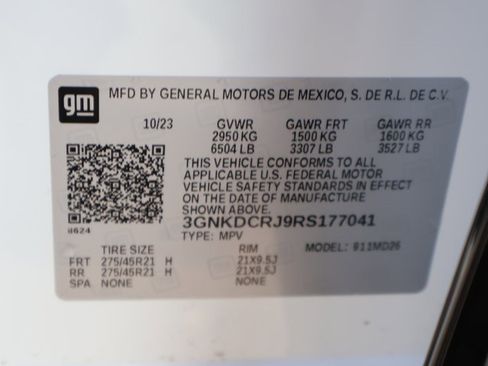 gm MFD BY GENERAL MOTORS DE MEXICO, S. DE R.L. DE C.V.
10/23 GVWR GAWR FRT GAWR RR
2950 KG 1500 KG 1600 KG
6504 LB 3307 LB 3527 LB
THIS VEHICLE CONFORMS TO ALL
APPLICABLE U.S. FEDERAL MOTOR
VEHICLE SAFETY STANDARDS IN EFFECT
ON THE DATE OF MANUFACTURE
SHOWN ABOVE.
3GNKDCRJ9RS177041
TYPE: MPV
TIRE SIZE RIM MODEL: 911MD26
FRT 275/45R21 H 21X9.5J
RR 275/45R21 H 21X9.5J
SPA NONE NONE